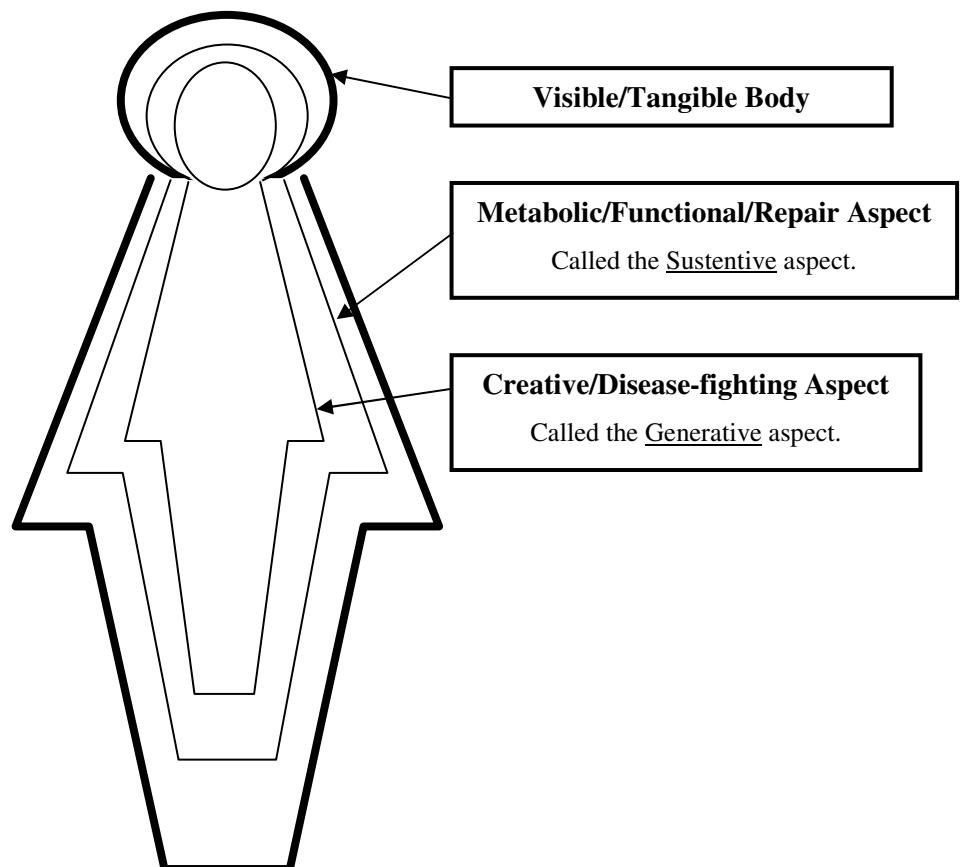 Visible/Tangible Body
Metabolic/Functional/Repair Aspect
Called the Sustentive aspect.
Creative/Disease-fighting Aspect
Called the Generative aspect.